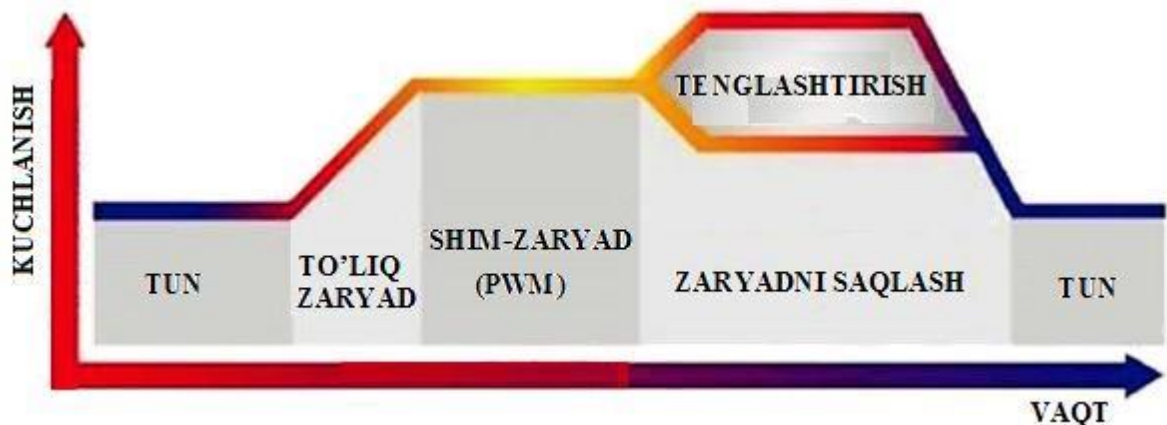 KUCHLANISH
TENGLASHTIRISH
TUN
TO’LIQ
ZARYAD
SHIM-ZARYAD
(PWM)
ZARYADNI SAQLASH
TUN
VAQT